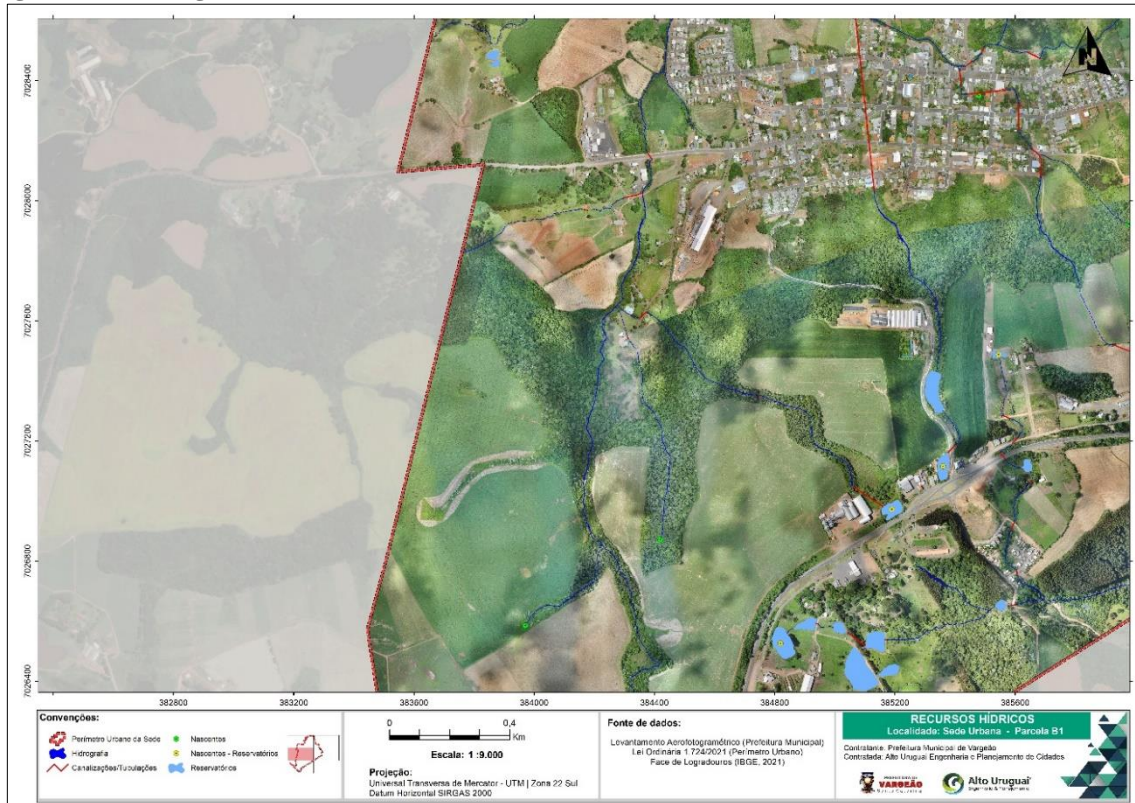 N
7028400
7028000
7027600
7027200
7026800
7026400
382800
383200
383600
384000
384400
384800
385200
385600
Convenções:
Perímetro Urbano da Sede
Hidrografia
Canalizações/Tubulações
Nascentes
Nascentes - Reservatórios
Reservatórios
0 0,4
Km
Escala: 1 :9.000
Projeção:
Universal Transversa de Mercator - UTM | Zona 22 Sul
Datum Horizontal SIRGAS 2000
Fonte de dados:
Levantamento Aerofotogramétrico (Prefeitura Municipal)
Lei Ordinária 1.724/2021 (Perímetro Urbano)
Face de Logradouros (IBGE, 2021)
RECURSOS HÍDRICOS
Localidade: Sede Urbana - Parcela B1
Contratante: Prefeitura Municipal de Vargeão
Contratada: Alto Uruguai Engenharia e Planejamento de Cidades
VARGEÃO
Alto Uruguai
Engenharia & Planejamento